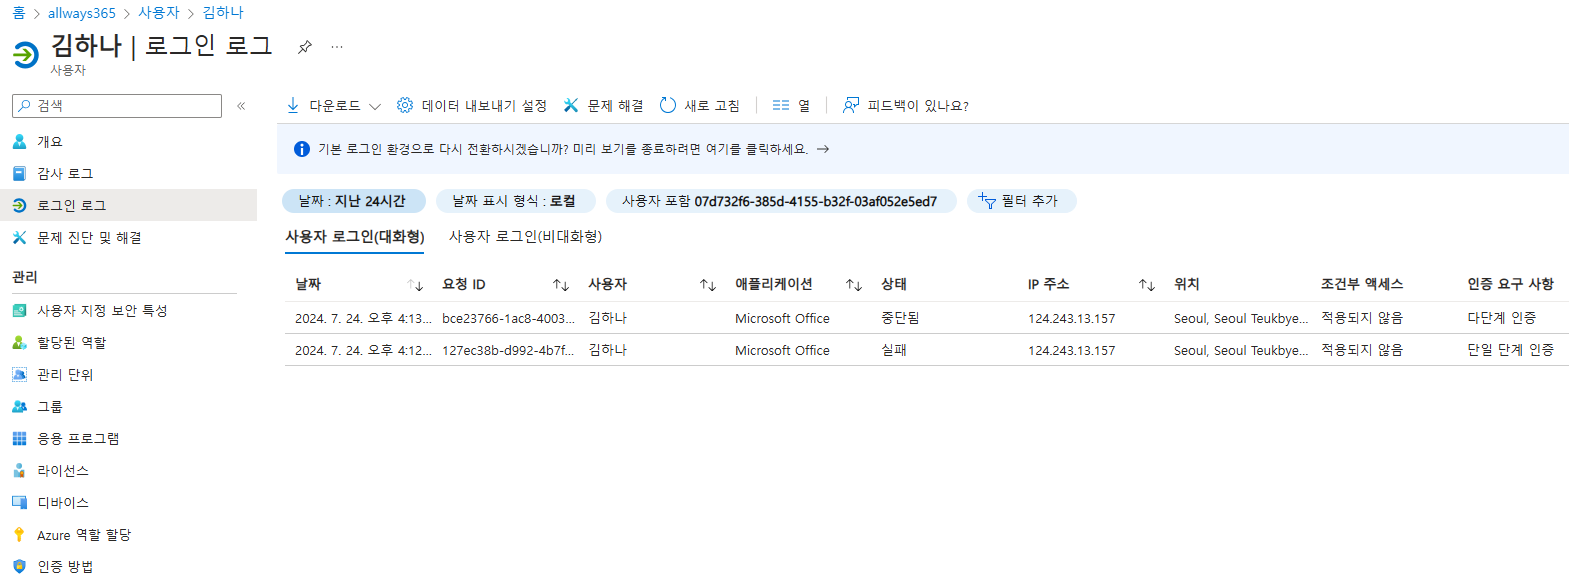 홈 > allways365 > 사용자 > 김하나
김하나 | 로그인 로그
사용자
검색
개요
감사 로그
로그인 로그
문제 진단 및 해결
관리
사용자 지정 보안 특성
할당된 역할
관리 단위
그룹
응용 프로그램
라이선스
디바이스
Azure 역할 할당
인증 방법
다운로드 데이터 내보내기 설정 문제 해결 새로 고침 열 피드백이 있나요?
기본 로그인 환경으로 다시 전환하시겠습니까? 미리 보기를 종료하려면 여기를 클릭하세요. →
날짜 : 지난 24시간 날짜 표시 형식 : 로컬 사용자 포함 07d732f6-385d-4155-b32f-03af052e5ed7 필터 추가
사용자 로그인(대화형) 사용자 로그인(비대화형)
날짜 요청 ID 사용자 애플리케이션 상태 IP 주소 위치 조건부 액세스 인증 요구 사항
2024. 7. 24. 오후 4:13... bce23766-1ac8-4003... 김하나 Microsoft Office 중단됨 124.243.13.157 Seoul, Seoul Teukbye... 적용되지 않음 다단계 인증
2024. 7. 24. 오후 4:12... 127ec38b-d992-4b7f... 김하나 Microsoft Office 실패 124.243.13.157 Seoul, Seoul Teukbye... 적용되지 않음 단일 단계 인증